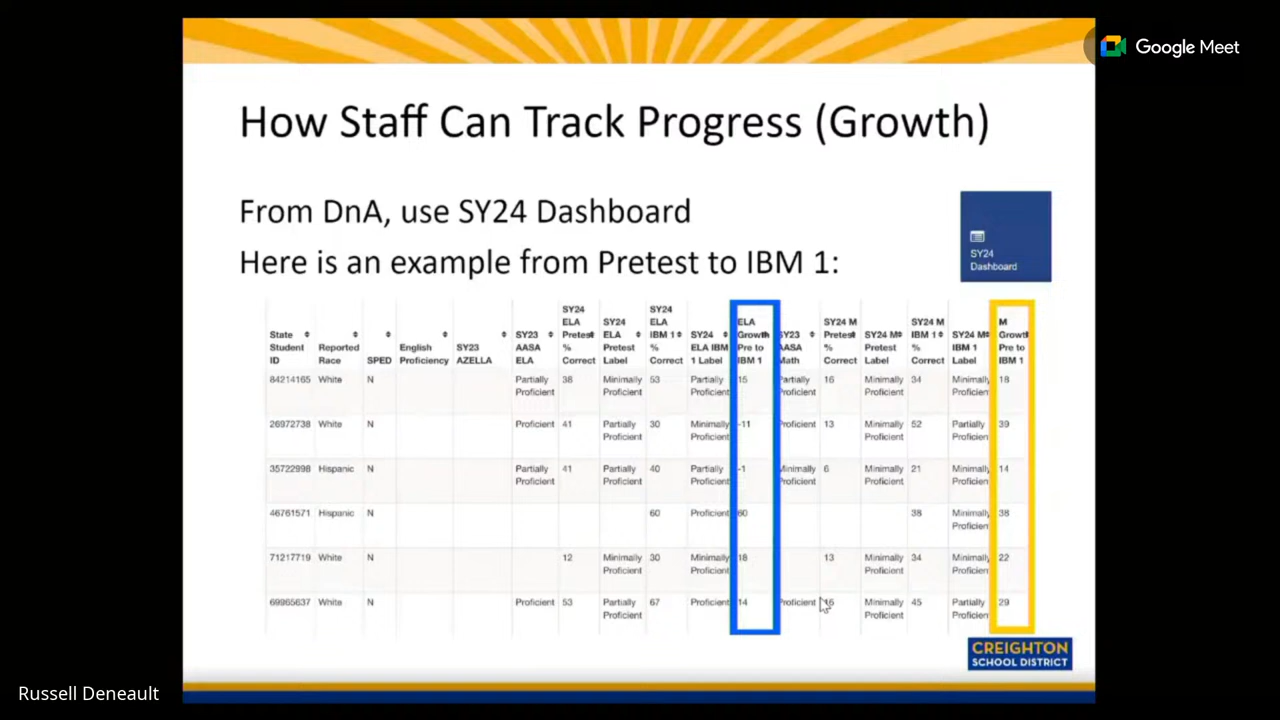 Google Meet
How Staff Can Track Progress (Growth)
From DnA, use SY24 Dashboard
Here is an example from Pretest to IBM 1:
SY24
Dashboard
State Student ID	Reported Race	SPED	English Proficiency	SY23 AZELLA	SY23 AASA ELA	SY24 ELA Pretest % Correct	SY24 ELA Pretest Label	SY24 ELA IBM 1 % Correct	SY24 ELA IBM 1 Label	ELA Growth Pre to IBM 1	SY23 AASA Math	SY24 M Pretest % Correct	SY24 M Pretest Label	SY24 M IBM 1 % Correct	SY24 M IBM 1 Label	M Growth Pre to IBM 1
84214165 White N Partially Proficient 38 Minimally Proficient 53 Partially Proficient 15 Partially Proficient 16 Minimally Proficient 34 Minimally Proficient 18
26972738 White N Proficient 41 Partially Proficient 30 Minimally Proficient -11 Proficient 13 Minimally Proficient 52 Partially Proficient 39
35722998 Hispanic N Partially Proficient 41 Partially Proficient 40 Partially Proficient -1 Minimally Proficient 6 Minimally Proficient 21 Minimally Proficient 14
46761571 Hispanic N 60 Proficient 60 38 Minimally Proficient 38
71217719 White N 12 Minimally Proficient 30 Minimally Proficient 18 13 Minimally Proficient 34 Minimally Proficient 22
69965637 White N Proficient 53 Partially Proficient 67 Proficient 14 Proficient 16 Minimally Proficient 45 Partially Proficient 29
CREIGHTON
SCHOOL DISTRICT
Russell Deneault